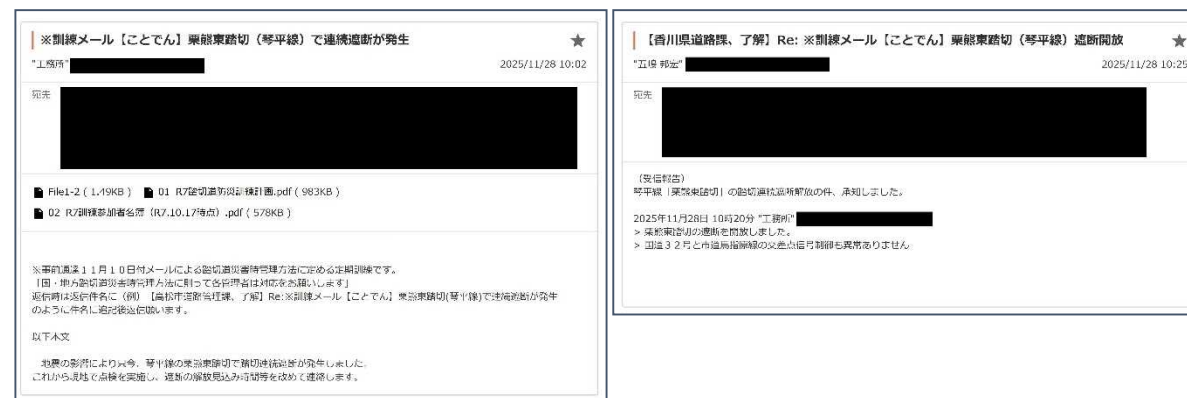 ※訓練メール【ことでん】栗熊東踏切(琴平線)で連続遮断が発生
"工務所"
2025/11/28 10:02
宛先
File1-2 ( 1.49KB ) 01 R7踏切道防災訓練計画.pdf ( 983KB )
02 R7訓練参加者名簿(R7.10.17時点).pdf ( 578KB )
※事前通達11月10日付メールによる踏切道災害時管理方法に定める定期訓練です。
「国・地方踏切道災害時管理方法に則って各管理者は対応をお願いします」
返信時は返信件名に(例)【高松市道路管理課、了解】Re:※訓練メール【ことでん】栗熊東踏切(琴平線)で連続遮断が発生
のように件名に追記後返信願います。
以下本文
地震の影響により只今、琴平線の栗熊東踏切で踏切連続遮断が発生しました。
これから現地で点検を実施し、遮断の解放見込み時間等を改めて連絡します。
【香川県道路課、了解】Re: ※訓練メール【ことでん】栗熊東踏切(琴平線)遮断開放
2025/11/28 10:25
宛先
(受信報告)
琴平線「栗熊東踏切」の踏切連続遮断解放の件、承知しました。
2025年11月28日 10時20分 "工務所"
> 栗熊東踏切の遮断を開放しました。
> 国道32号と市道
の交差点信号制御も異常ありません